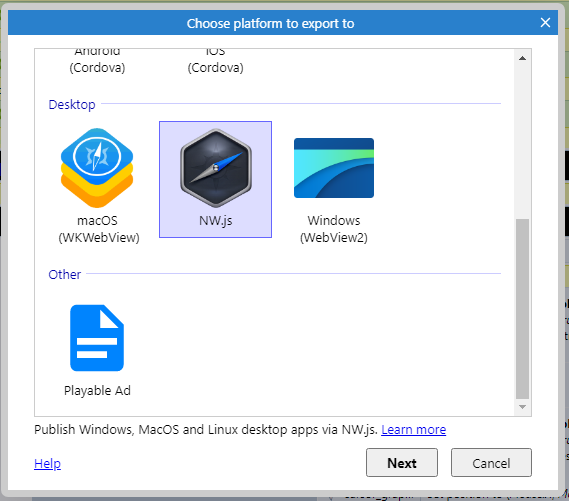 Choose platform to export to
Android iOS
(Cordova) (Cordova)
Desktop
macOS NW.js Windows
(WKWebView) (WebView2)
Other
Playable Ad
Publish Windows, MacOS and Linux desktop apps via NW.js. Learn more
Help Next Cancel